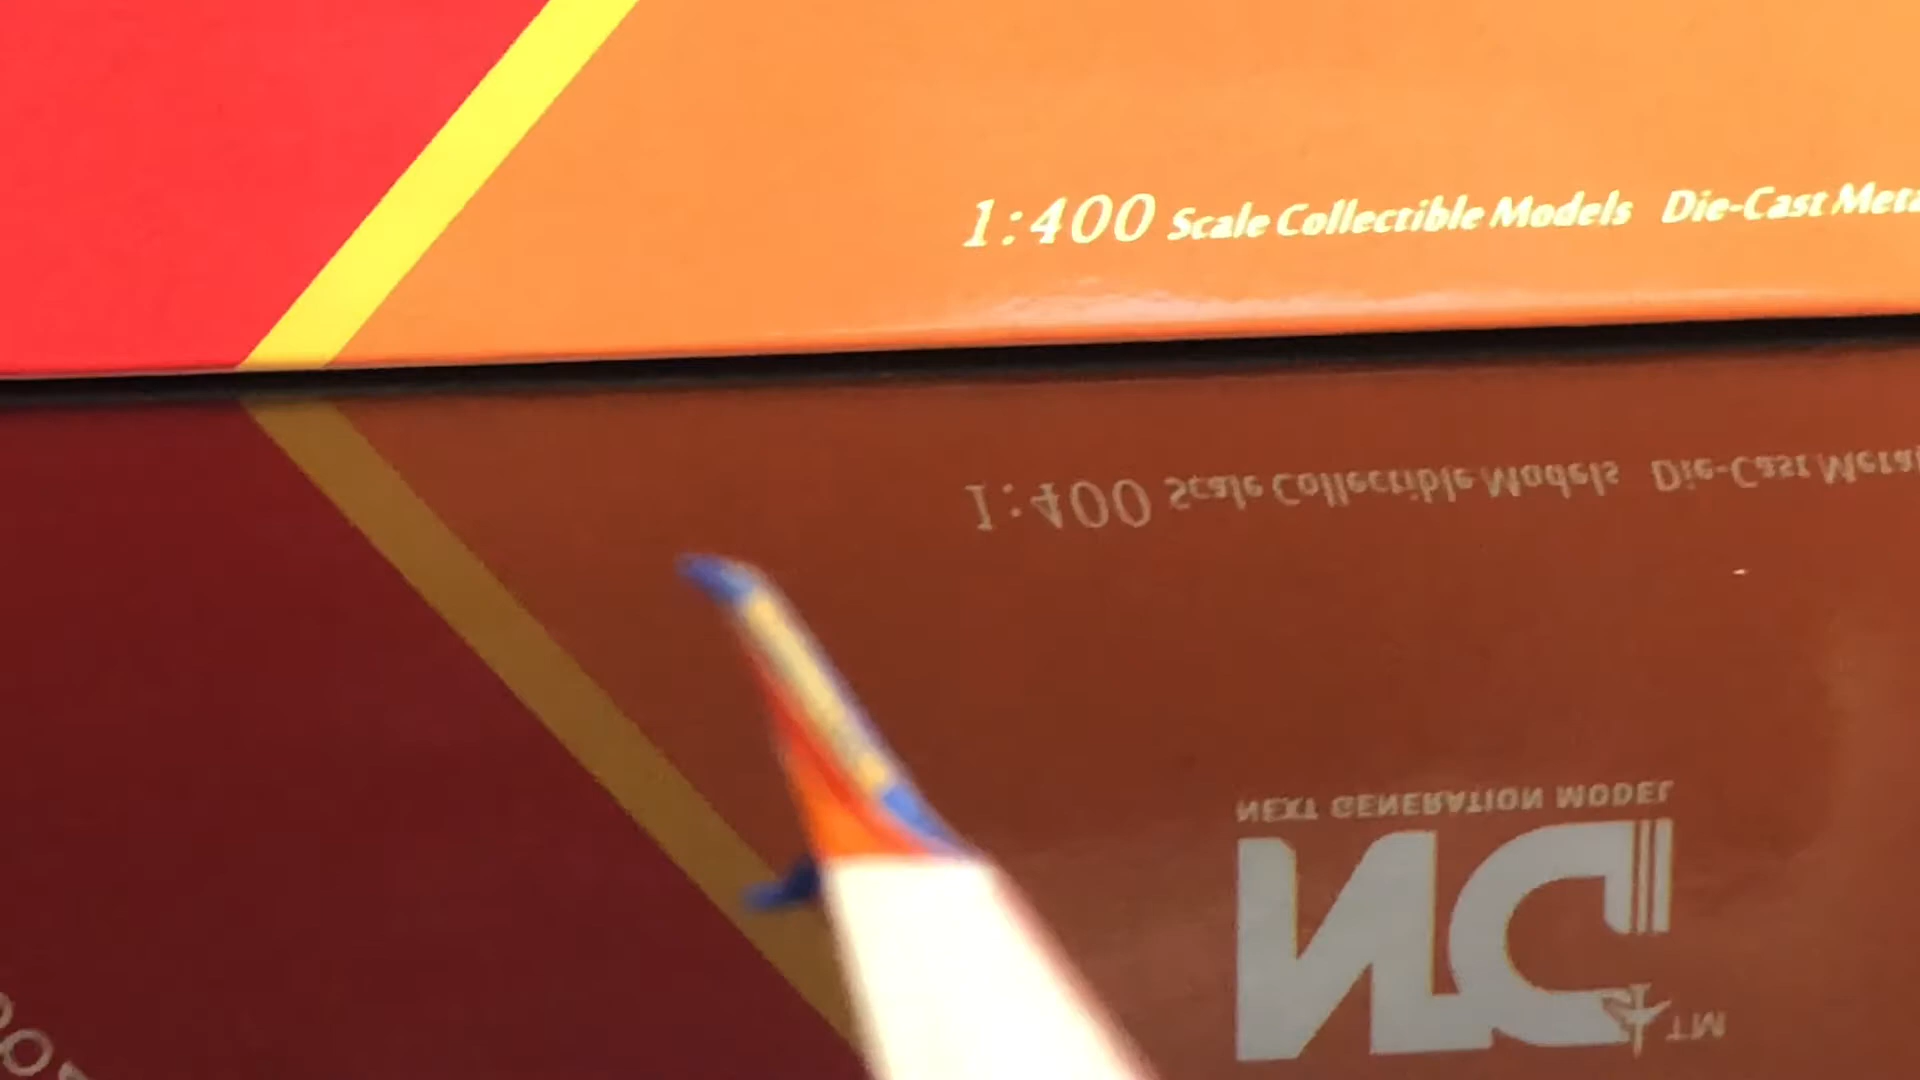 1:400 Scale Collectible Models Die-Cast Meta
1:400 Scale Collectible Models Die-Cast Metal
NEXT GENERATION MODEL
NG
TM